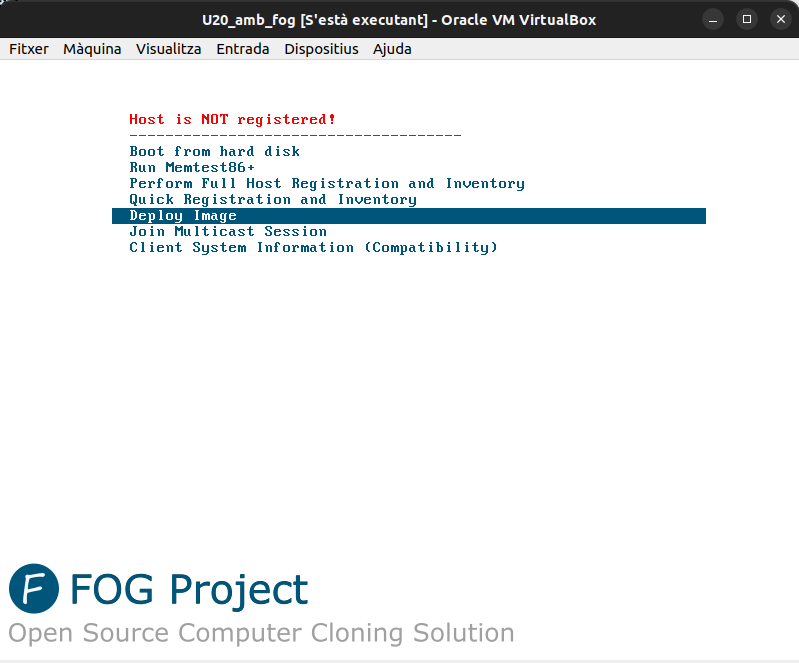 U20_amb_fog [S'està executant] - Oracle VM VirtualBox
Fitxer Màquina Visualitza Entrada Dispositius Ajuda
Host is NOT registered!
-------------------------------------
Boot from hard disk
Run Memtest86+
Perform Full Host Registration and Inventory
Quick Registration and Inventory
Deploy Image
Join Multicast Session
Client System Information (Compatibility)
F FOG Project
Open Source Computer Cloning Solution